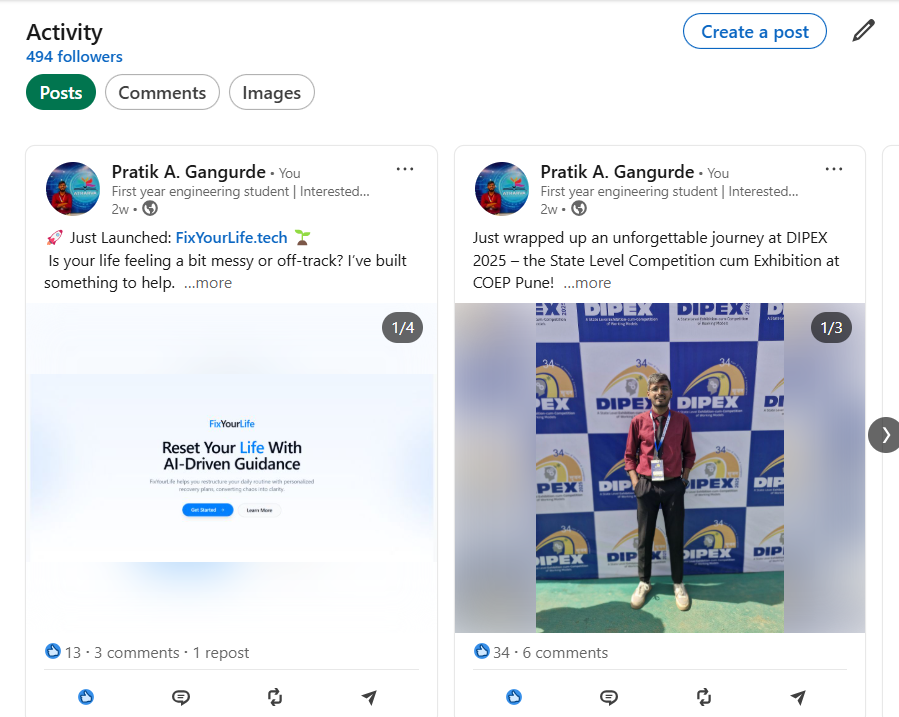 Activity
Create a post
494 followers
Posts
Comments
Images
Pratik A. Gangurde • You
First year engineering student | Interested...
2w •
🚀 Just Launched: FixYourLife.tech 🌱
Is your life feeling a bit messy or off-track? I’ve built
something to help. ...more
1/4
FixYourLife
Reset Your Life With
AI-Driven Guidance
FixYourLife helps you restructure your daily routine with personalized
recovery plans, converting chaos into clarity.
Get Started →
Learn More
13 · 3 comments · 1 repost
Pratik A. Gangurde • You
First year engineering student | Interested...
2w •
Just wrapped up an unforgettable journey at DIPEX
2025 – the State Level Competition cum Exhibition at
COEP Pune! ...more
1/3
DIPEX
34
34
DIPEX
DIPEX
34
DIPEX
34
DIPEX
DIPEX
34 · 6 comments